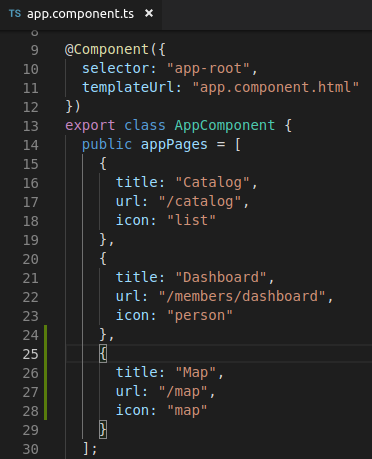 TS app.component.ts ×
8
9 @Component({
10   selector: "app-root",
11   templateUrl: "app.component.html"
12 })
13 export class AppComponent {
14   public appPages = [
15     {
16       title: "Catalog",
17       url: "/catalog",
18       icon: "list"
19     },
20     {
21       title: "Dashboard",
22       url: "/members/dashboard",
23       icon: "person"
24     },
25     {
26       title: "Map",
27       url: "/map",
28       icon: "map"
29     }
30   ];